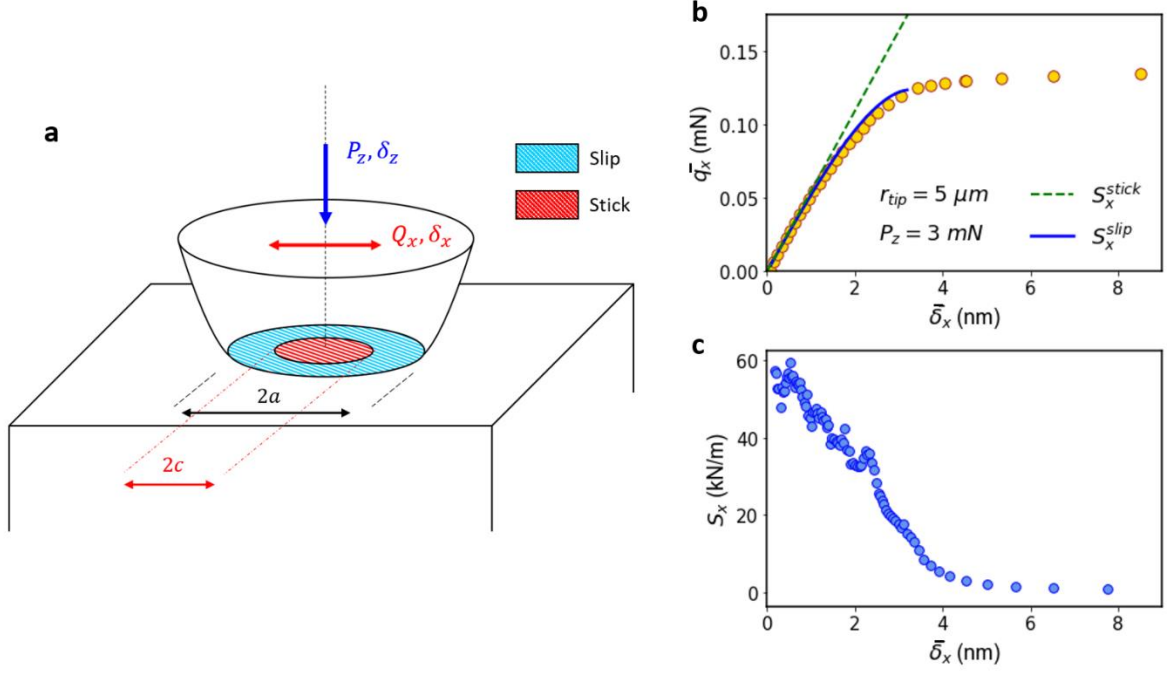 a
P_z, δ_z
Q_x, δ_x
2a
2c
Slip
Stick
b
0.15
0.10
0.05
0.00
q̄_x (mN)
r_tip = 5 μm
P_z = 3 mN
S_x^stick
S_x^slip
0 2 4 6 8
δ̄_x (nm)
c
60
40
20
0
S_x (kN/m)
0 2 4 6 8
δ̄_x (nm)